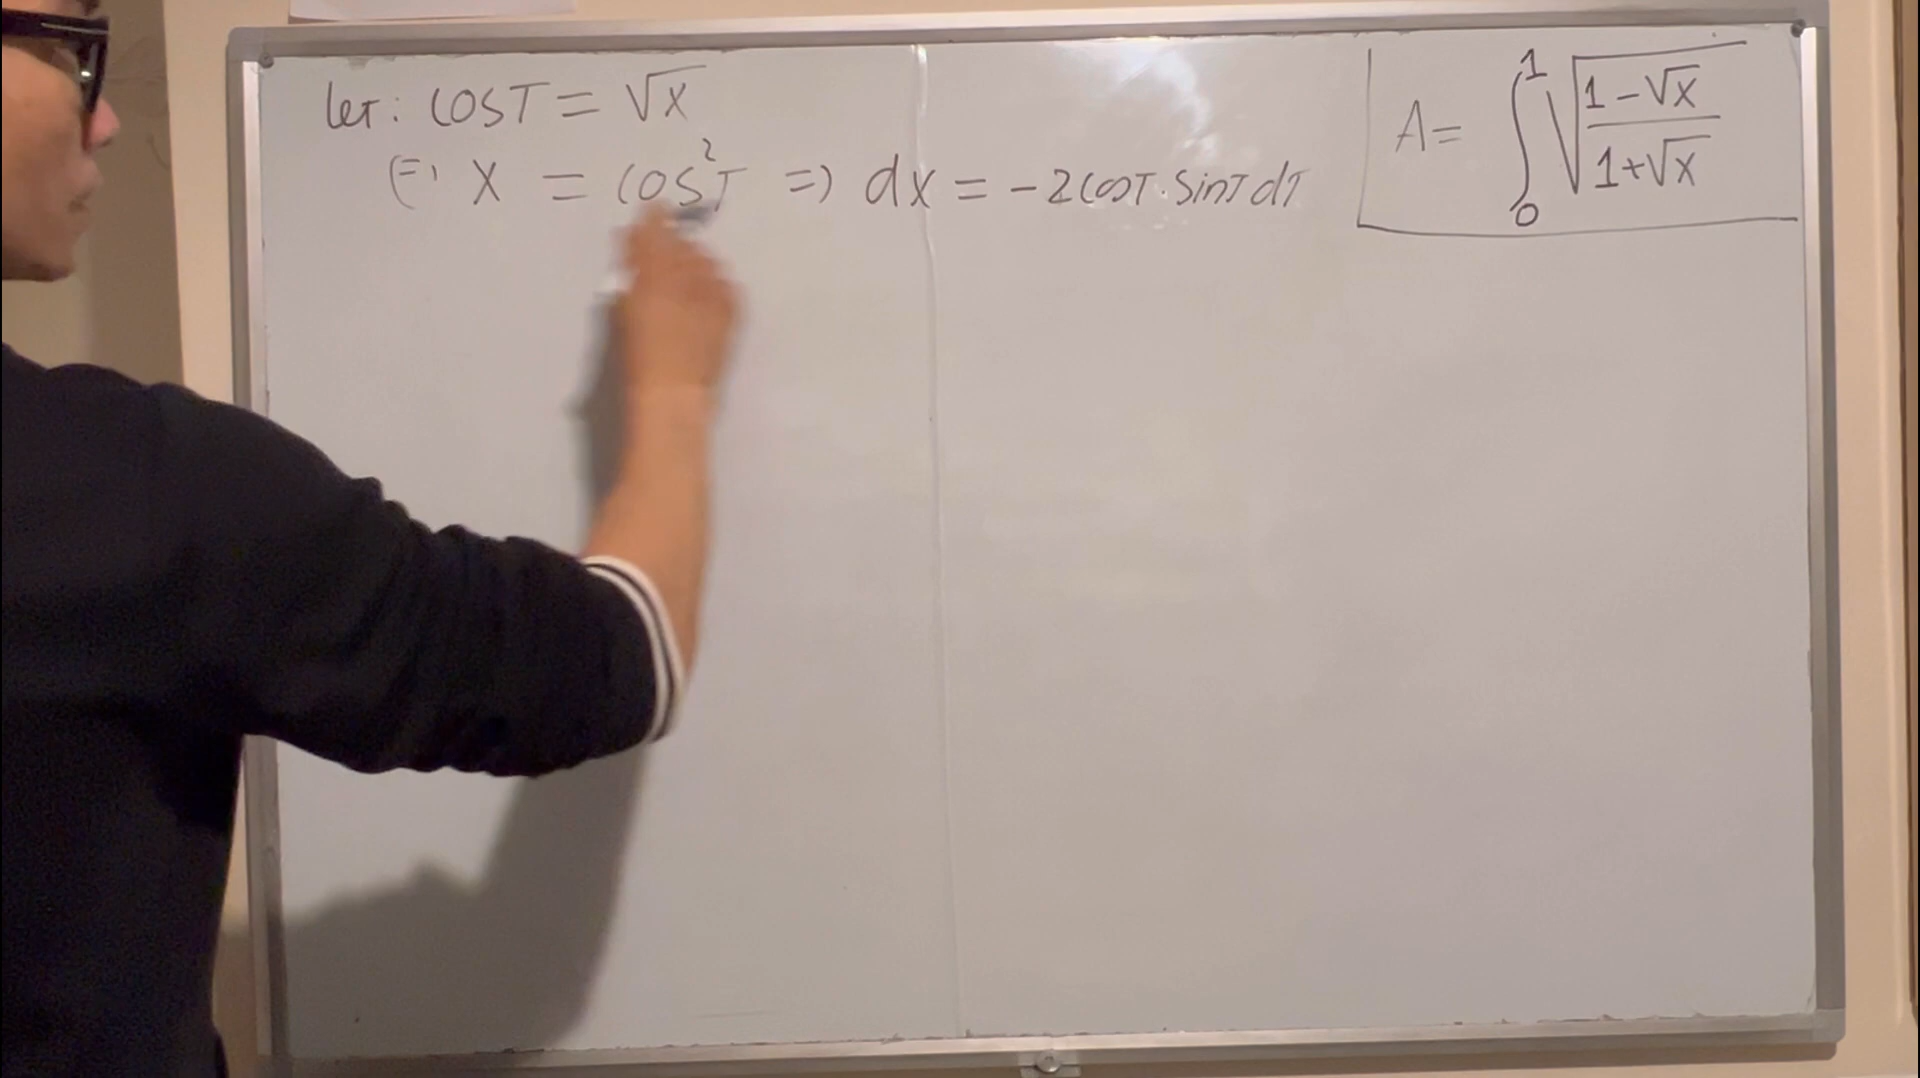 let: cosT = √x
(=) x = cos²T => dx = -2cosT·sinT dT
A = ∫₀¹ √((1-√x)/(1+√x))